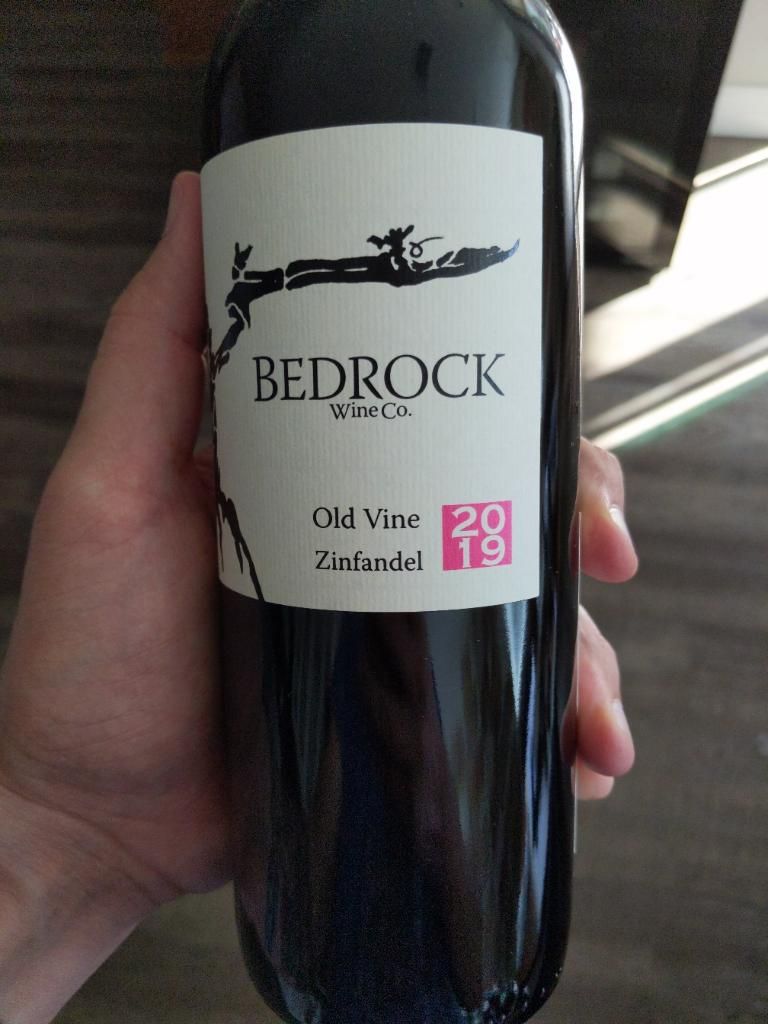 BEDROCK
Wine Co.
Old Vine
Zinfandel
20
19